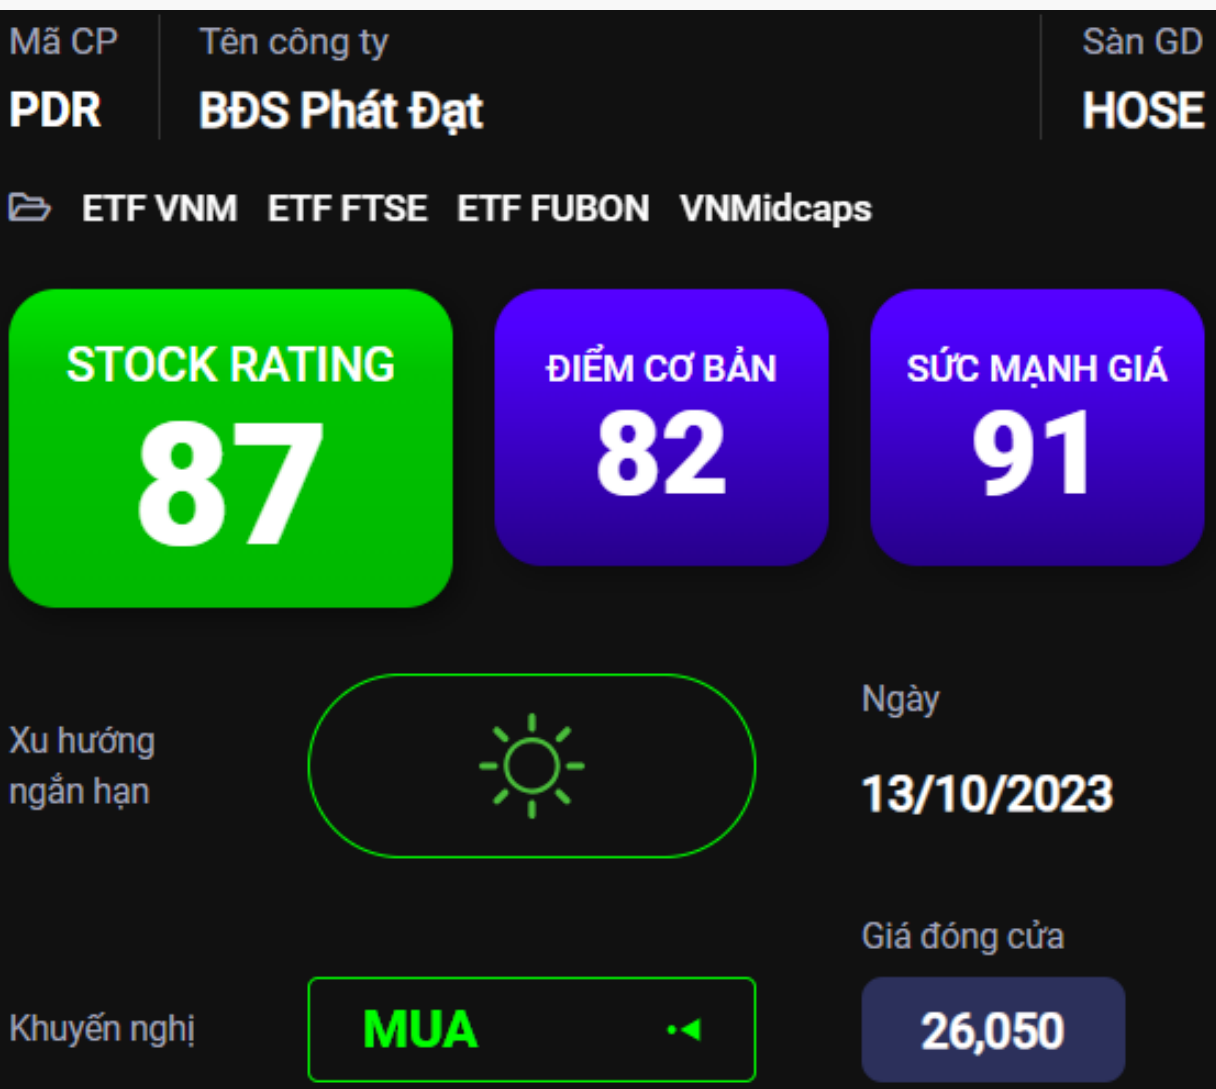 Mã CP Tên công ty Sàn GD
PDR BĐS Phát Đạt HOSE
ETF VNM ETF FTSE ETF FUBON VNMidcaps
STOCK RATING ĐIỂM CƠ BẢN SỨC MẠNH GIÁ
87 82 91
Xu hướng
ngắn hạn
Ngày
13/10/2023
Giá đóng cửa
Khuyến nghị MUA 26,050